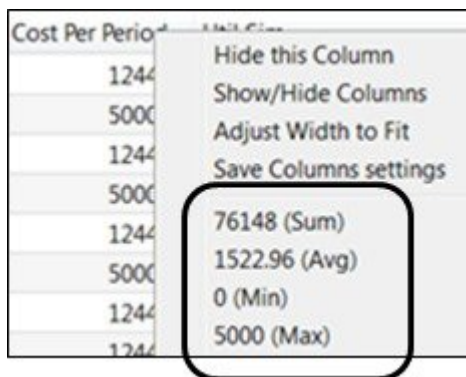 Cost Per Period
1244
5000
1244
5000
1244
5000
1244
1244
Hide this Column
Show/Hide Columns
Adjust Width to Fit
Save Columns settings
76148 (Sum)
1522.96 (Avg)
0 (Min)
5000 (Max)